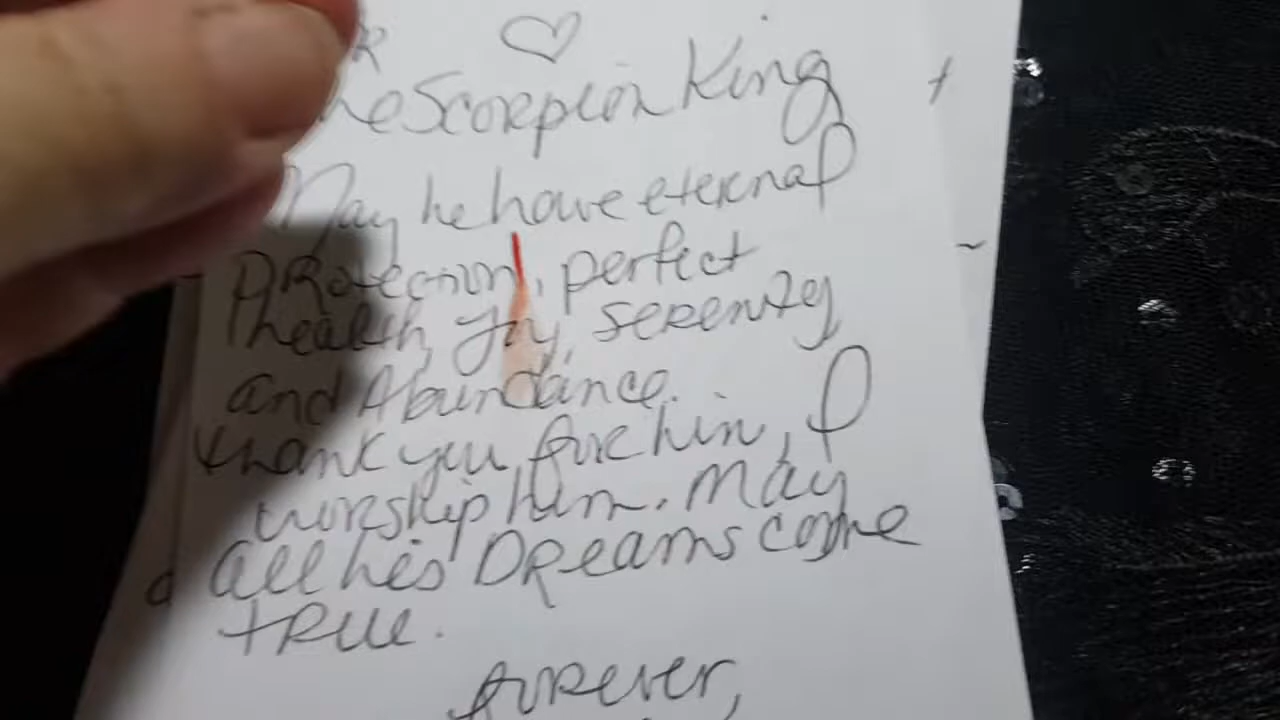 R ♡
he Scorpion King
May he have eternal
Protection, perfect
health, Joy, serenity
and Abundance.
thank you for him, I
worship him. May
all his Dreams come
true.
forever,